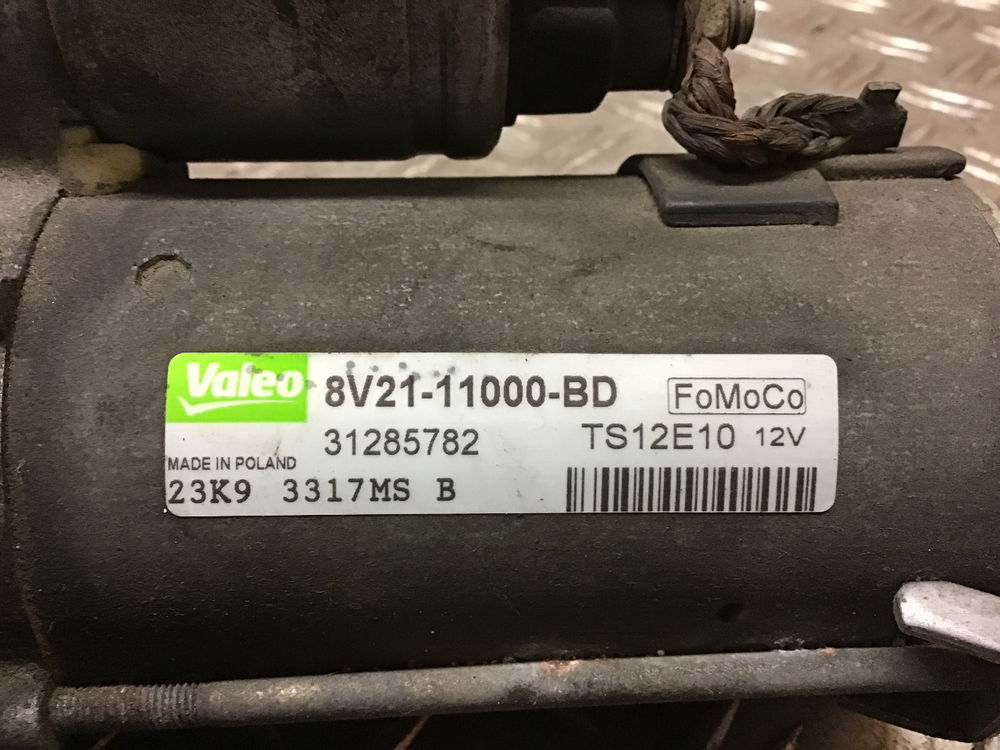 Valeo 8V21-11000-BD FoMoCo
31285782 TS12E10 12V
MADE IN POLAND
23K9 3317MS B